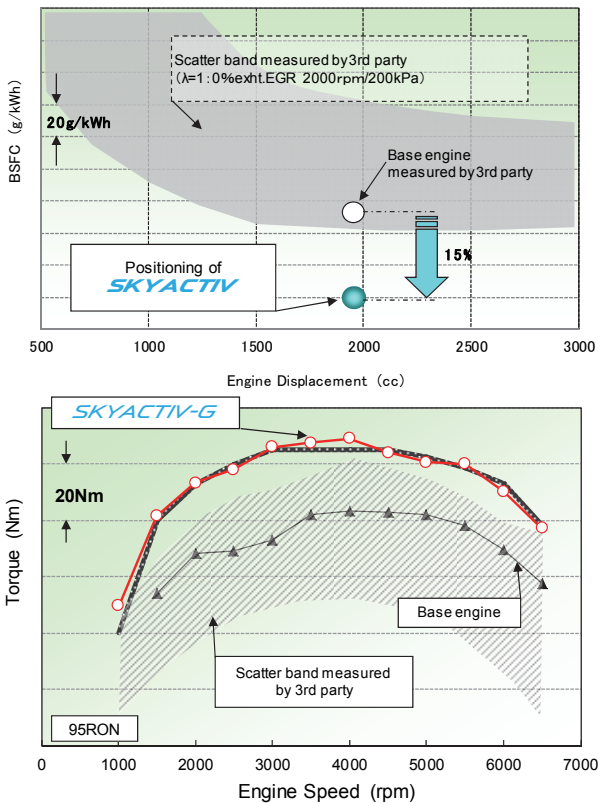 Scatter band measured by 3rd party
(λ=1:0%exht.EGR 2000rpm/200kPa)
BSFC (g/kWh)
20g/kWh
Base engine
measured by 3rd party
15%
Positioning of
SKYACTIV
500 1000 1500 2000 2500 3000
Engine Displacement (cc)
SKYACTIV-G
20Nm
Torque (Nm)
Base engine
Scatter band measured
by 3rd party
95RON
0 1000 2000 3000 4000 5000 6000 7000
Engine Speed (rpm)